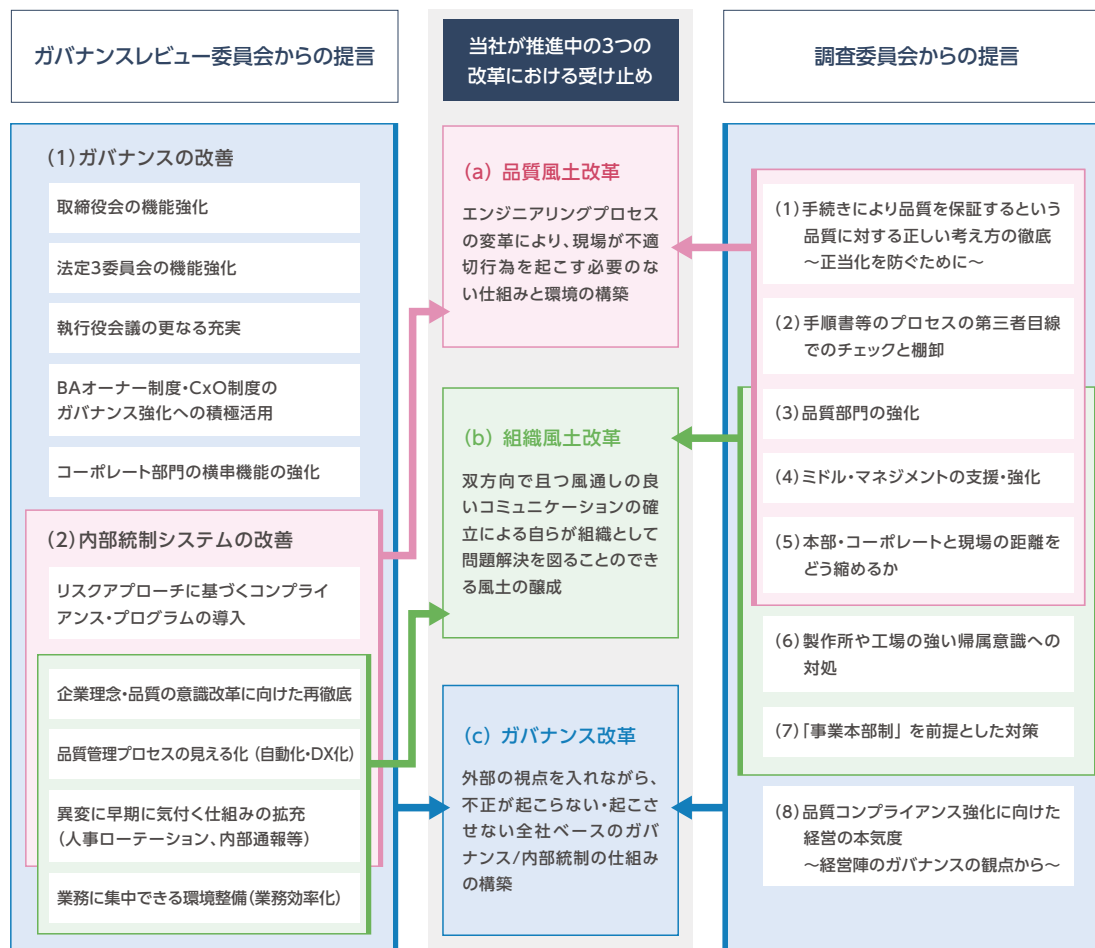 ガバナンスレビュー委員会からの提言
(1)ガバナンスの改善
取締役会の機能強化
法定3委員会の機能強化
執行役会議の更なる充実
BAオーナー制度・CxO制度の
ガバナンス強化への積極活用
コーポレート部門の横串機能の強化
(2)内部統制システムの改善
リスクアプローチに基づくコンプライ
アンス・プログラムの導入
企業理念・品質の意識改革に向けた再徹底
品質管理プロセスの見える化（自動化・DX化）
異変に早期に気付く仕組みの拡充
（人事ローテーション、内部通報等）
業務に集中できる環境整備（業務効率化）
当社が推進中の3つの
改革における受け止め
(a) 品質風土改革
エンジニアリングプロセス
の変革により、現場が不適
切行為を起こす必要のな
い仕組みと環境の構築
(b) 組織風土改革
双方向で且つ風通しの良
いコミュニケーションの確
立による自らが組織として
問題解決を図ることのでき
る風土の醸成
(c) ガバナンス改革
外部の視点を入れながら、
不正が起こらない・起こさ
せない全社ベースのガバ
ナンス/内部統制の仕組み
の構築
調査委員会からの提言
(1)手続きにより品質を保証するという
品質に対する正しい考え方の徹底
～正当化を防ぐために～
(2)手順書等のプロセスの第三者目線
でのチェックと棚卸
(3)品質部門の強化
(4)ミドル・マネジメントの支援・強化
(5)本部・コーポレートと現場の距離を
どう縮めるか
(6)製作所や工場の強い帰属意識への
対処
(7)「事業本部制」を前提とした対策
(8)品質コンプライアンス強化に向けた
経営の本気度
～経営陣のガバナンスの観点から～